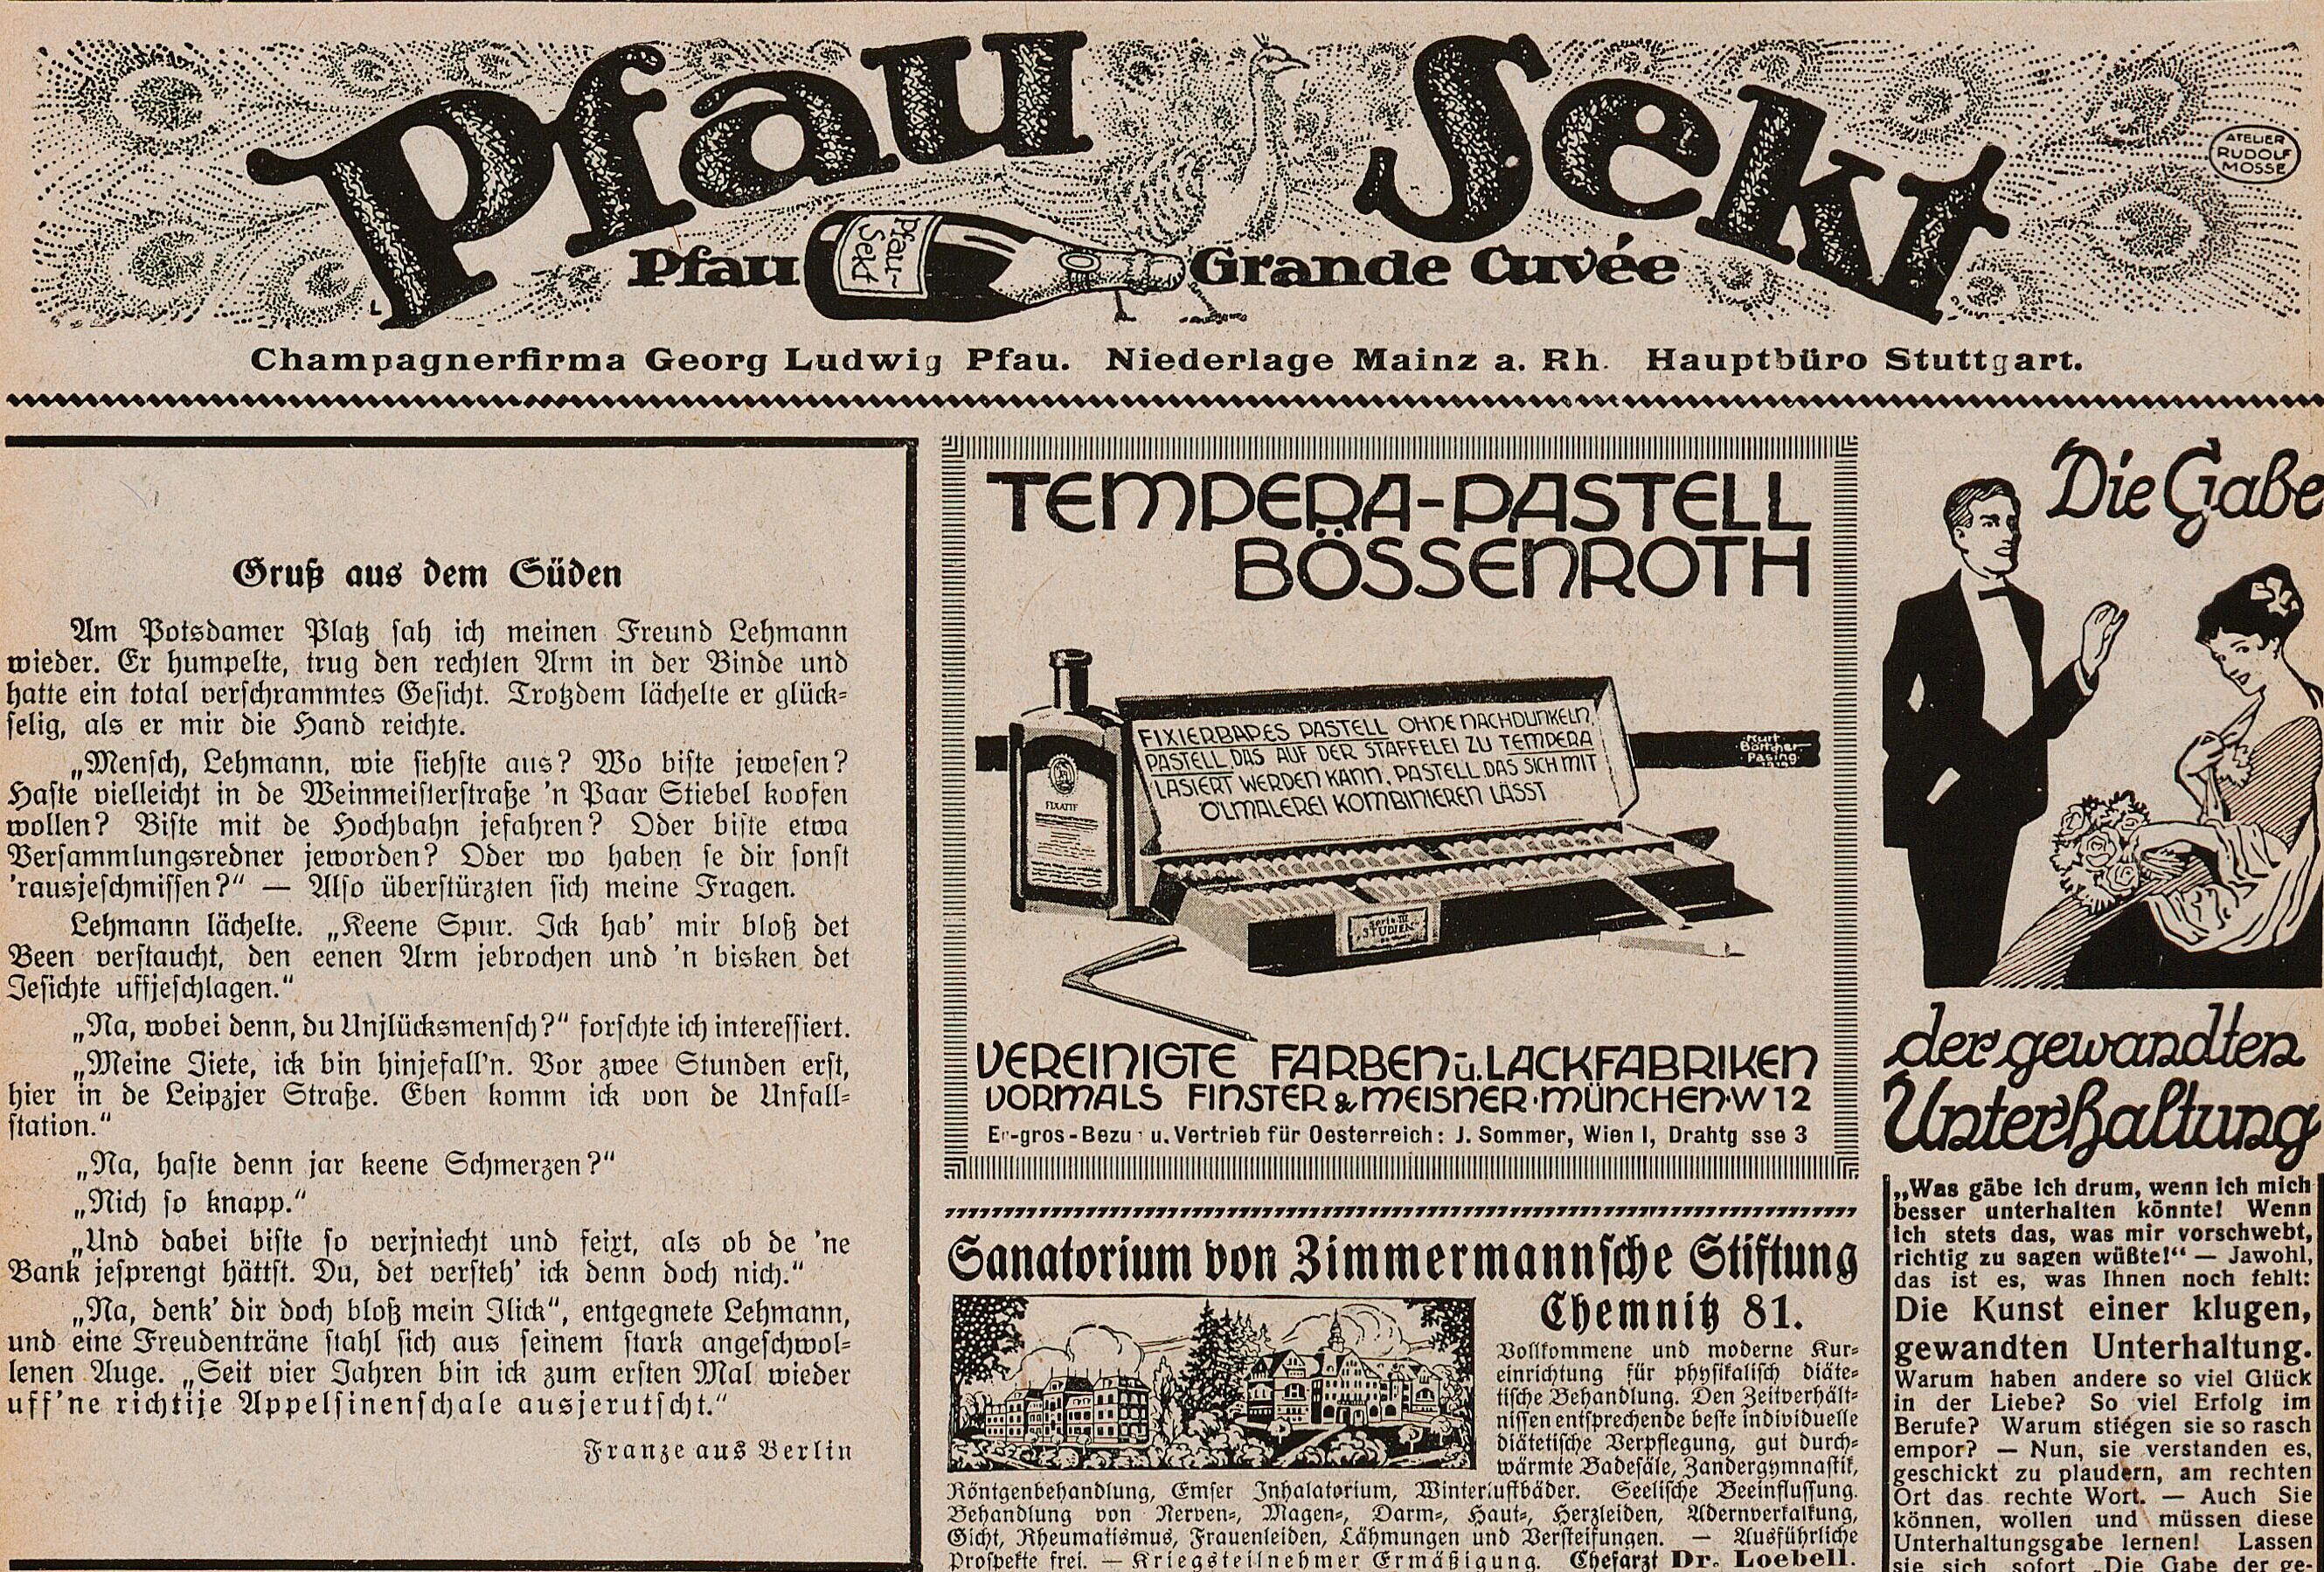 Pfau Sekt
ATELIER
RUDOLF
MOSSE
Pfau
Pfau-
Sekt
Grande Cuvée
Champagnerfirma Georg Ludwig Pfau. Niederlage Mainz a. Rh. Hauptbüro Stuttgart.
Gruß aus dem Süden
Am Potsdamer Platz sah ich meinen Freund Lehmann
wieder. Er humpelte, trug den rechten Arm in der Binde und
hatte ein total verschrammtes Gesicht. Trotzdem lächelte er glück-
selig, als er mir die Hand reichte.
„Mensch, Lehmann, wie siehste aus? Wo biste jewesen?
Haste vielleicht in de Weinmeisterstraße 'n Paar Stiebel koofen
wollen? Biste mit de Hochbahn jefahren? Oder biste etwa
Versammlungsredner jeworden? Oder wo haben se dir sonst
'rausjeschmissen?“ — Also überstürzten sich meine Fragen.
Lehmann lächelte. „Keene Spur. Ick hab' mir bloß det
Been verstaucht, den eenen Arm jebrochen und 'n bisken det
Jesichte uffjeschlagen.“
„Na, wobei denn, du Unjlücksmensch?“ forschte ich interessiert.
„Meine Jiete, ick bin hinjefall'n. Vor zwee Stunden erst,
hier in de Leipzjer Straße. Eben komm ick von de Unfall-
station.“
„Na, haste denn jar keene Schmerzen?“
„Nich so knapp.“
„Und dabei biste so verjniecht und feixt, als ob de 'ne
Bank jesprengt hättst. Du, det versteh' ick denn doch nich.“
„Na, denk' dir doch bloß mein Jlick“, entgegnete Lehmann,
und eine Freudenträne stahl sich aus seinem stark angeschwol-
lenen Auge. „Seit vier Jahren bin ick zum ersten Mal wieder
uff'ne richtije Appelsinenschale ausjerutscht.“
Franze aus Berlin
TEMPERA-PASTELL
BÖSSENROTH
FIXIERBARES PASTELL OHNE NACHDUNKELN,
PASTELL DAS AUF DER STAFFELEI ZU TEMPERA
LASIERT WERDEN KANN, PASTELL DAS SICH MIT
ÖLMALEREI KOMBINIEREN LÄSST
Kurt
Böttcher
Pasing
FIXATIF
Serie III
"STUDIEN"
VEREINIGTE FARBEN u. LACKFABRIKEN
VORMALS FINSTER & MEISNER · MÜNCHEN · W 12
En-gros-Bezu u. Vertrieb für Oesterreich: J. Sommer, Wien I, Drahtg sse 3
Sanatorium von Zimmermannsche Stiftung
Chemnitz 81.
Vollkommene und moderne Kur-
einrichtung für physikalisch diäte-
tische Behandlung. Den Zeitverhält-
nissen entsprechende beste individuelle
diätetische Verpflegung, gut durch-
wärmte Badesäle, Zandergymnastik,
Röntgenbehandlung, Emser Inhalatorium, Winterluftbäder. Seelische Beeinflussung.
Behandlung von Nerven-, Magen-, Darm-, Haut-, Herzleiden, Adernverkalkung,
Gicht, Rheumatismus, Frauenleiden, Lähmungen und Versteifungen. — Ausführliche
Prospekte frei. — Kriegsteilnehmer Ermäßigung. Chefarzt Dr. Loebell.
Die Gabe
der gewandten
Unterhaltung
„Was gäbe ich drum, wenn ich mich
besser unterhalten könnte! Wenn
ich stets das, was mir vorschwebt,
richtig zu sagen wüßte!“ — Jawohl,
das ist es, was Ihnen noch fehlt:
Die Kunst einer klugen,
gewandten Unterhaltung.
Warum haben andere so viel Glück
in der Liebe? So viel Erfolg im
Berufe? Warum stiegen sie so rasch
empor? — Nun, sie verstanden es,
geschickt zu plaudern, am rechten
Ort das rechte Wort. — Auch Sie
können, wollen und müssen diese
Unterhaltungsgabe lernen! Lassen
sie sich sofort „Die Gabe der ge-